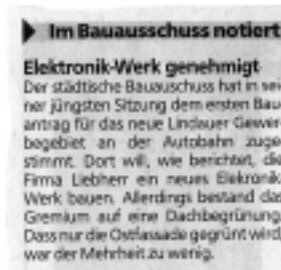 Im Bauausschuss notiert
Elektronik-Werk genehmigt
Der städtische Bauauschuss hat in sei
ner jüngsten Sitzung dem ersten Bau
antrag für das neue Lindauer Gewer
begebiet an der Autobahn zuge
stimmt. Dort will, wie berichtet, die
Firma Liebherr ein neues Elekronik
Werk bauen. Allerdings bestand das
Gremium auf eine Dachbegrünung.
Dass nur die Ostfassade gegrünt wird,
war der Mehrheit zu wenig.